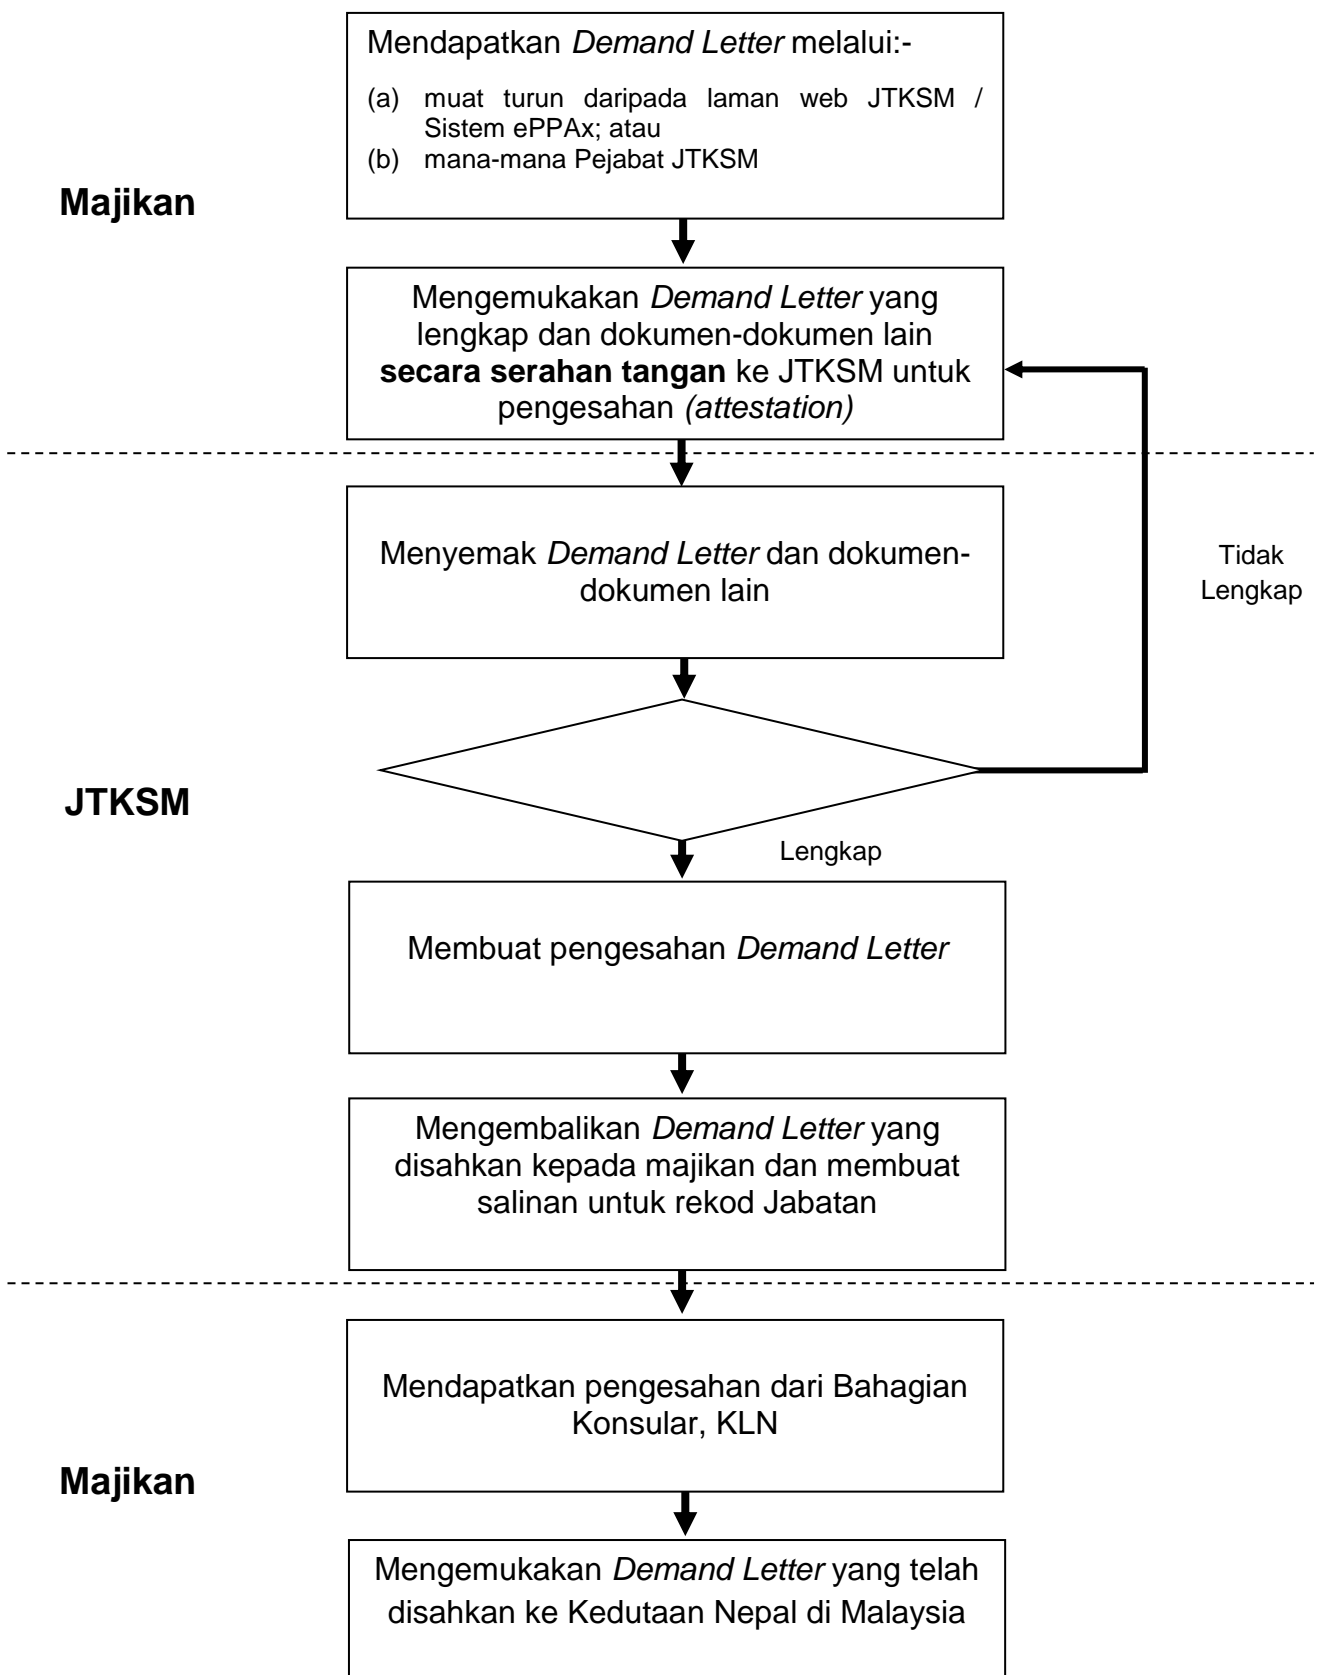 Mendapatkan Demand Letter melalui:-
(a) muat turun daripada laman web JTKSM /
Sistem ePPAx; atau
(b) mana-mana Pejabat JTKSM
Majikan
Mengemukakan Demand Letter yang
lengkap dan dokumen-dokumen lain
secara serahan tangan ke JTKSM untuk
pengesahan (attestation)
Menyemak Demand Letter dan dokumen-
dokumen lain
Tidak
Lengkap
JTKSM
Lengkap
Membuat pengesahan Demand Letter
Mengembalikan Demand Letter yang
disahkan kepada majikan dan membuat
salinan untuk rekod Jabatan
Mendapatkan pengesahan dari Bahagian
Konsular, KLN
Majikan
Mengemukakan Demand Letter yang telah
disahkan ke Kedutaan Nepal di Malaysia